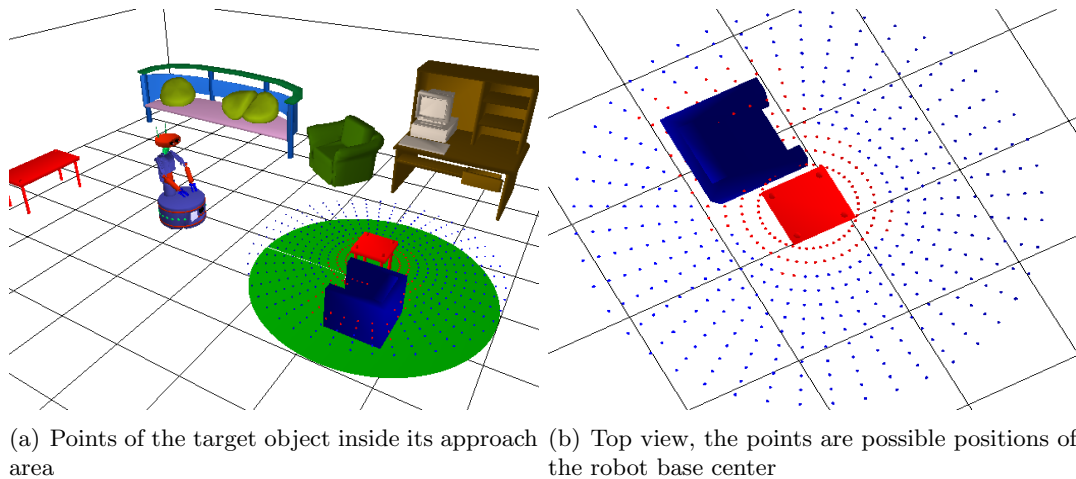 (a) Points of the target object inside its approach
area
(b) Top view, the points are possible positions of
the robot base center